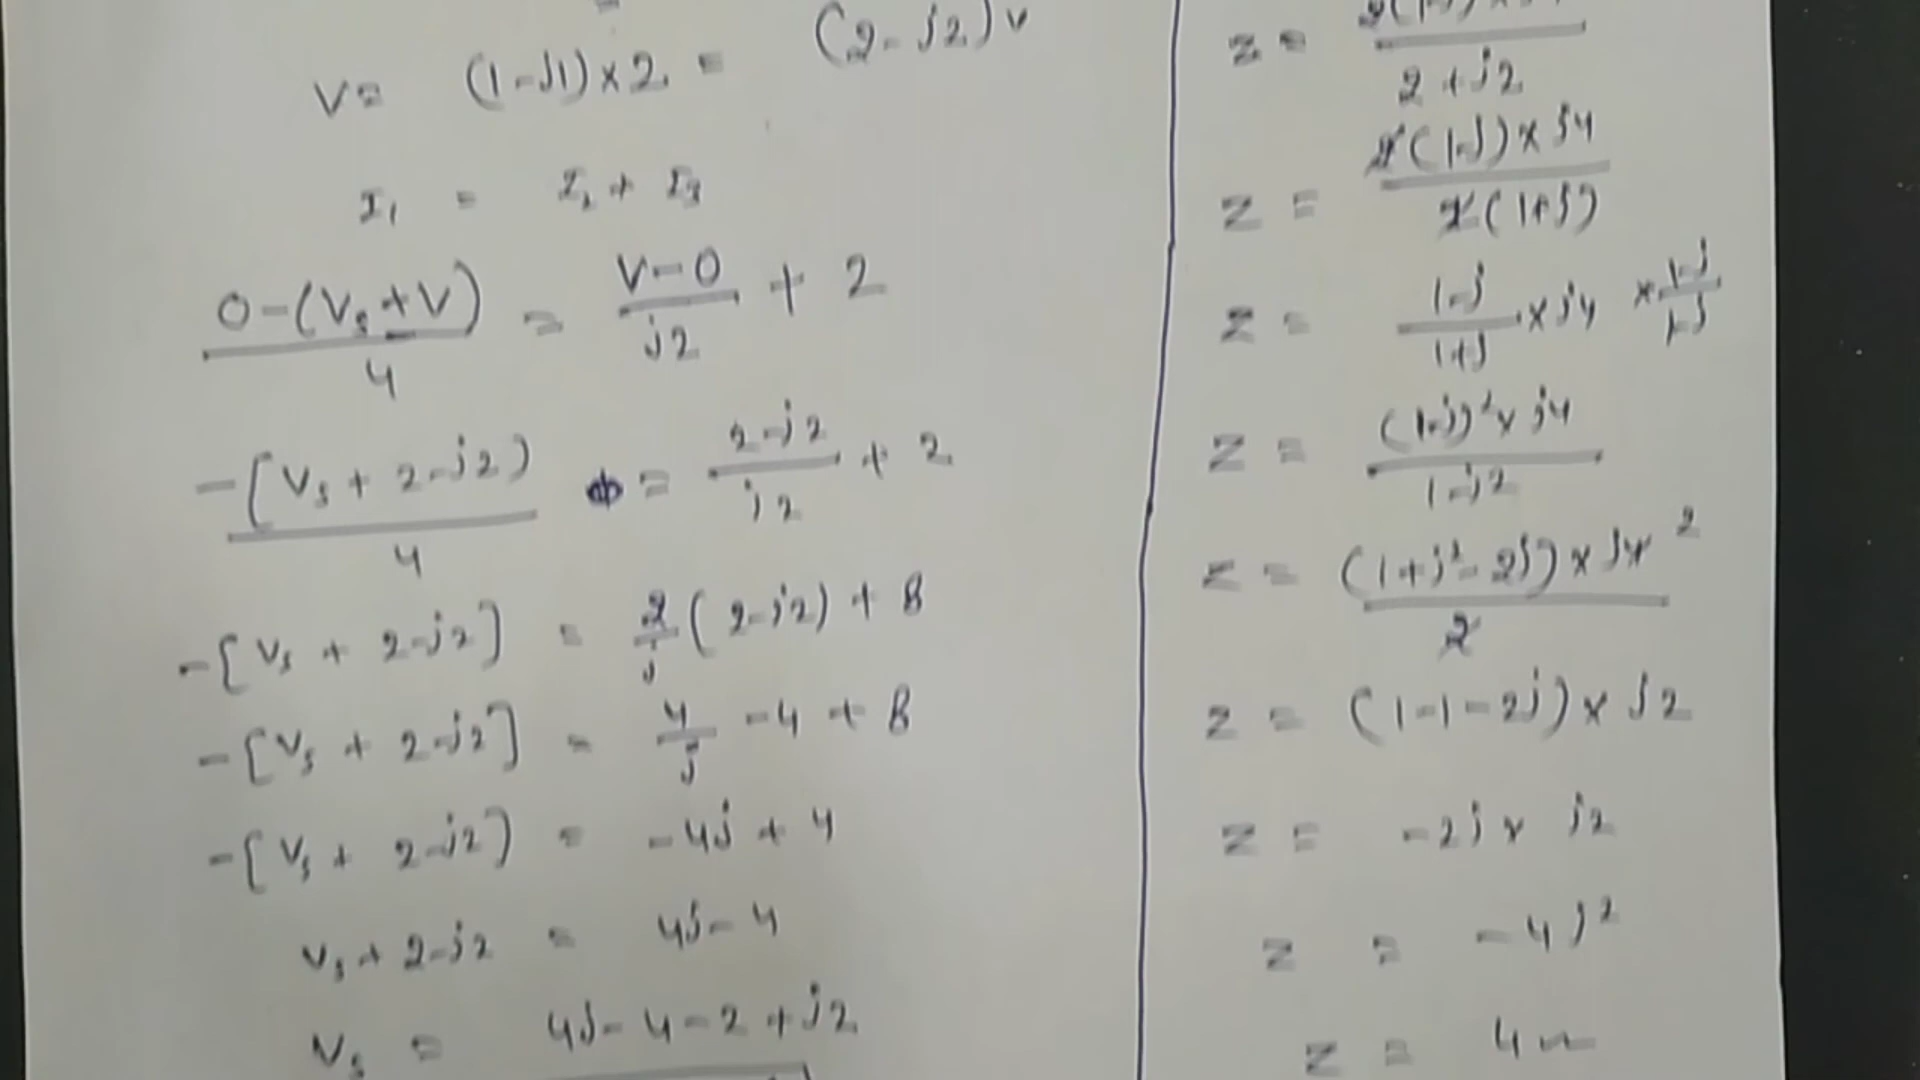 V = (1-j1)×2 = (2-j2)V
I1 = I2 + I3
0-(Vs+V)/4 = V-0/j2 + 2
-[Vs + 2-j2)/4 = 2-j2/j2 + 2
-[Vs + 2-j2] = 2/j (2-j2) + 8
-[Vs + 2-j2] = 4/j -4 + 8
-[Vs + 2-j2) = -4j + 4
Vs + 2-j2 = 4j-4
Vs = 4j-4-2+j2
z = /2+j2
z = 2(1-j)×j4/2(1+j)
z = 1-j/1+j ×j4 × 1-j/1-j
z = (1-j)²×j4/1-j2
z = (1+j²-2j)×j4 2/2
z = (1-1-2j)×j2
z = -2j × j2
z = -4j²
z = 4